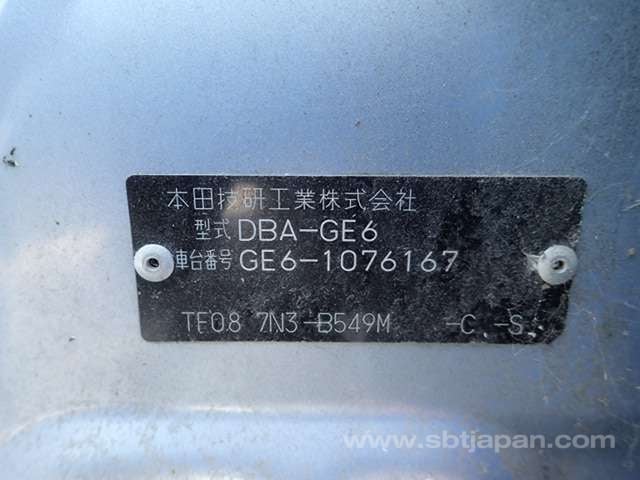 本田技研工業株式会社
型式 DBA-GE6
車台番号 GE6-1076167
TF08 7N3-B549M -C. -S.
www.sbtjapan.com